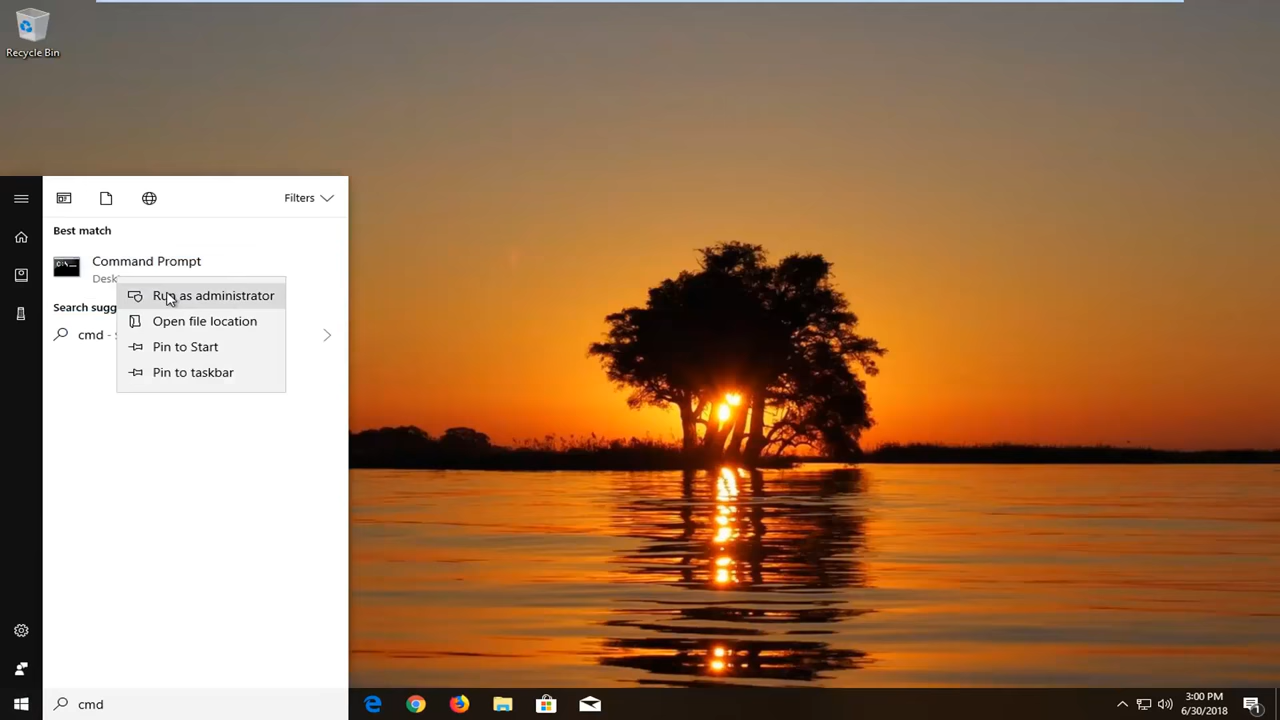 Recycle Bin
Filters
Best match
Command Prompt
Run as administrator
Open file location
Pin to Start
Pin to taskbar
cmd -
cmd
3:00 PM
6/30/2018
1